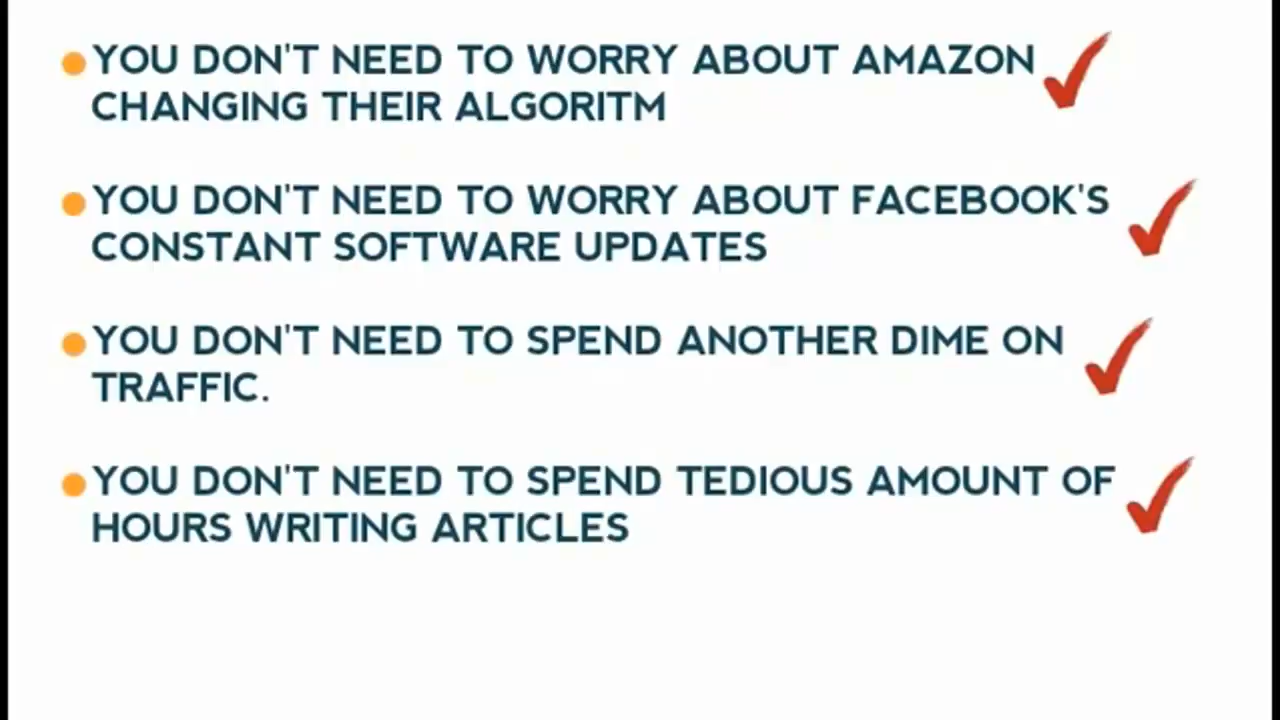 YOU DON'T NEED TO WORRY ABOUT AMAZON
CHANGING THEIR ALGORITM
YOU DON'T NEED TO WORRY ABOUT FACEBOOK'S
CONSTANT SOFTWARE UPDATES
YOU DON'T NEED TO SPEND ANOTHER DIME ON
TRAFFIC.
YOU DON'T NEED TO SPEND TEDIOUS AMOUNT OF
HOURS WRITING ARTICLES